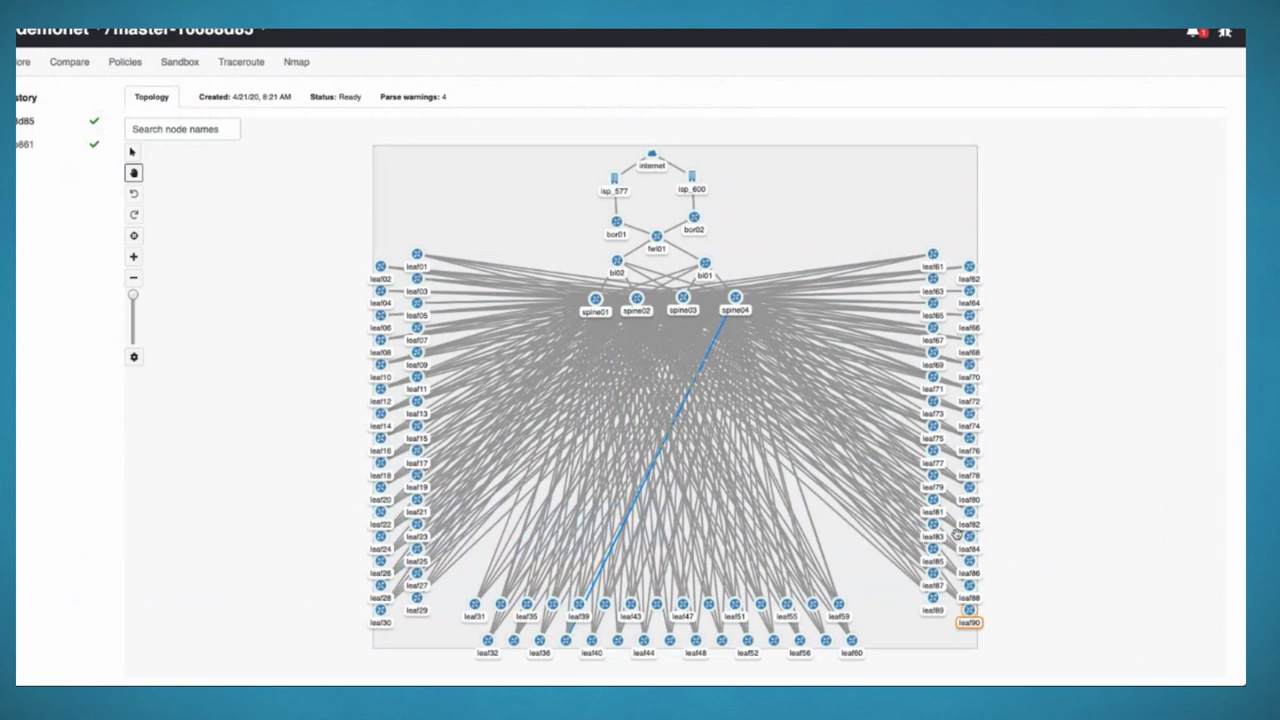 demonet
Explore Compare Policies Sandbox Traceroute Nmap
Topology Created: 4/21/20, 8:21 AM Status: Ready Parse warnings: 4
Search node names
internet
isp_577 isp_600
bor01 bor02
fwl01
bl02 bl01
spine01 spine02 spine03 spine04
leaf01 leaf61
leaf02 leaf62
leaf03 leaf63
leaf04 leaf64
leaf05 leaf65
leaf06 leaf66
leaf07 leaf67
leaf08 leaf68
leaf09 leaf69
leaf10 leaf70
leaf11 leaf71
leaf12 leaf72
leaf13 leaf73
leaf14 leaf74
leaf15 leaf75
leaf16 leaf76
leaf17 leaf77
leaf18 leaf78
leaf19 leaf79
leaf20 leaf80
leaf21 leaf81
leaf22 leaf82
leaf23 leaf83
leaf24 leaf84
leaf25 leaf85
leaf26 leaf86
leaf27 leaf87
leaf28 leaf88
leaf29 leaf89
leaf30 leaf90
leaf31 leaf35 leaf39 leaf43 leaf47 leaf51 leaf55 leaf59
leaf32 leaf36 leaf40 leaf44 leaf48 leaf52 leaf56 leaf60